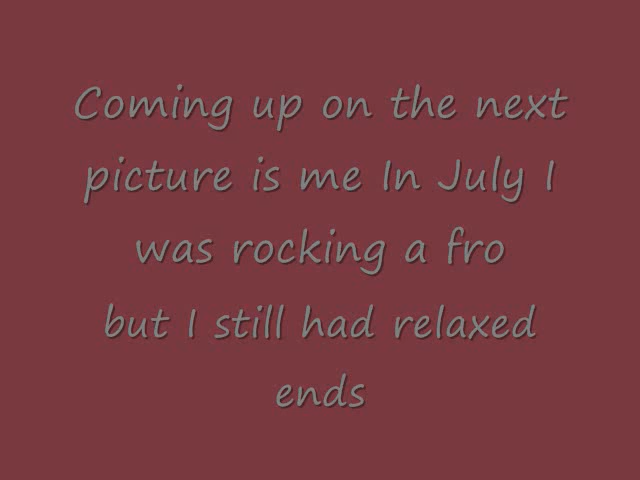 Coming up on the next
picture is me In July I
was rocking a fro
but I still had relaxed
ends